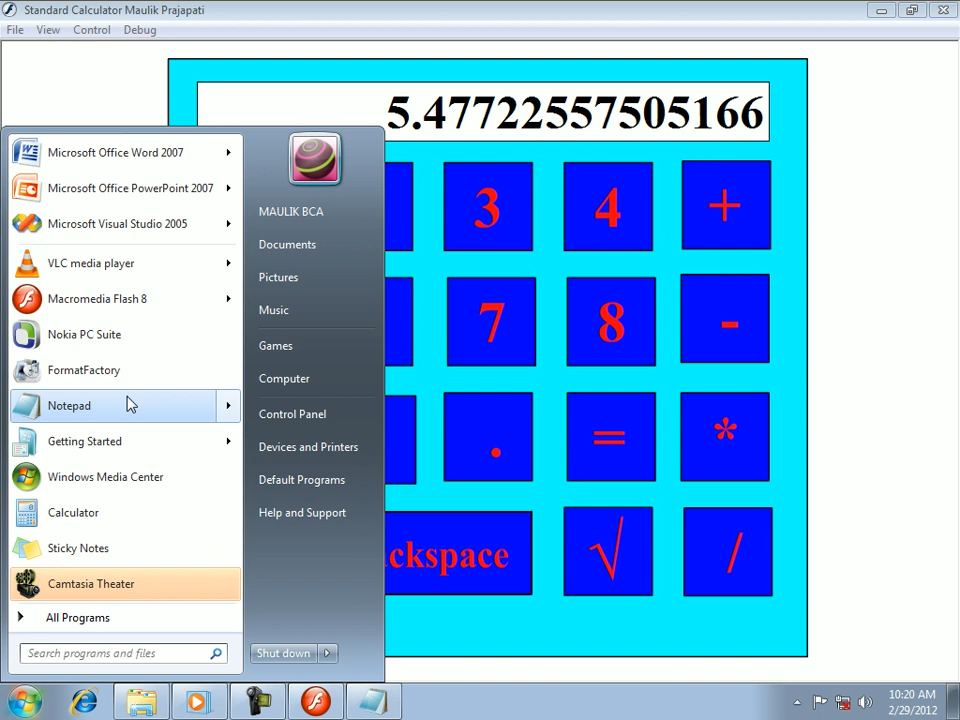 Standard Calculator Maulik Prajapati
File View Control Debug
5.47722557505166
3 4 +
7 8 -
. = *
ckspace √ /
Microsoft Office Word 2007
Microsoft Office PowerPoint 2007
Microsoft Visual Studio 2005
VLC media player
Macromedia Flash 8
Nokia PC Suite
FormatFactory
Notepad
Getting Started
Windows Media Center
Calculator
Sticky Notes
Camtasia Theater
All Programs
Search programs and files
MAULIK BCA
Documents
Pictures
Music
Games
Computer
Control Panel
Devices and Printers
Default Programs
Help and Support
Shut down
10:20 AM
2/29/2012